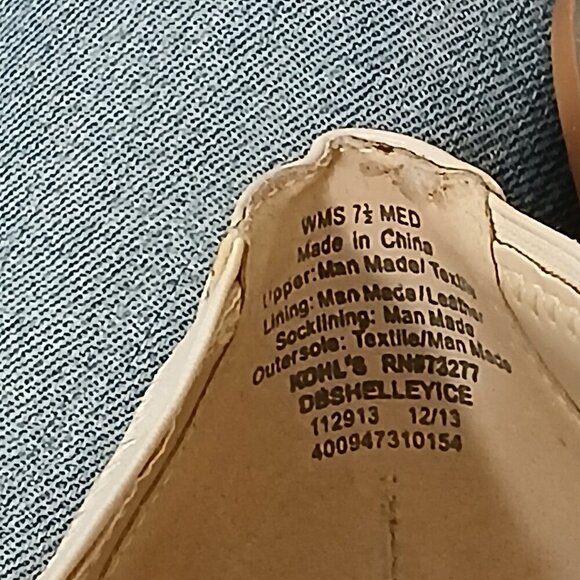 WMS 7½ MED
Made in China
Upper: Man Made/ Textile
Lining: Man Made/Leather
Socklining: Man Made
Outersole: Textile/Man Made
KOHL'S RN#73277
DBSHELLEYICE
112913 12/13
400947310154